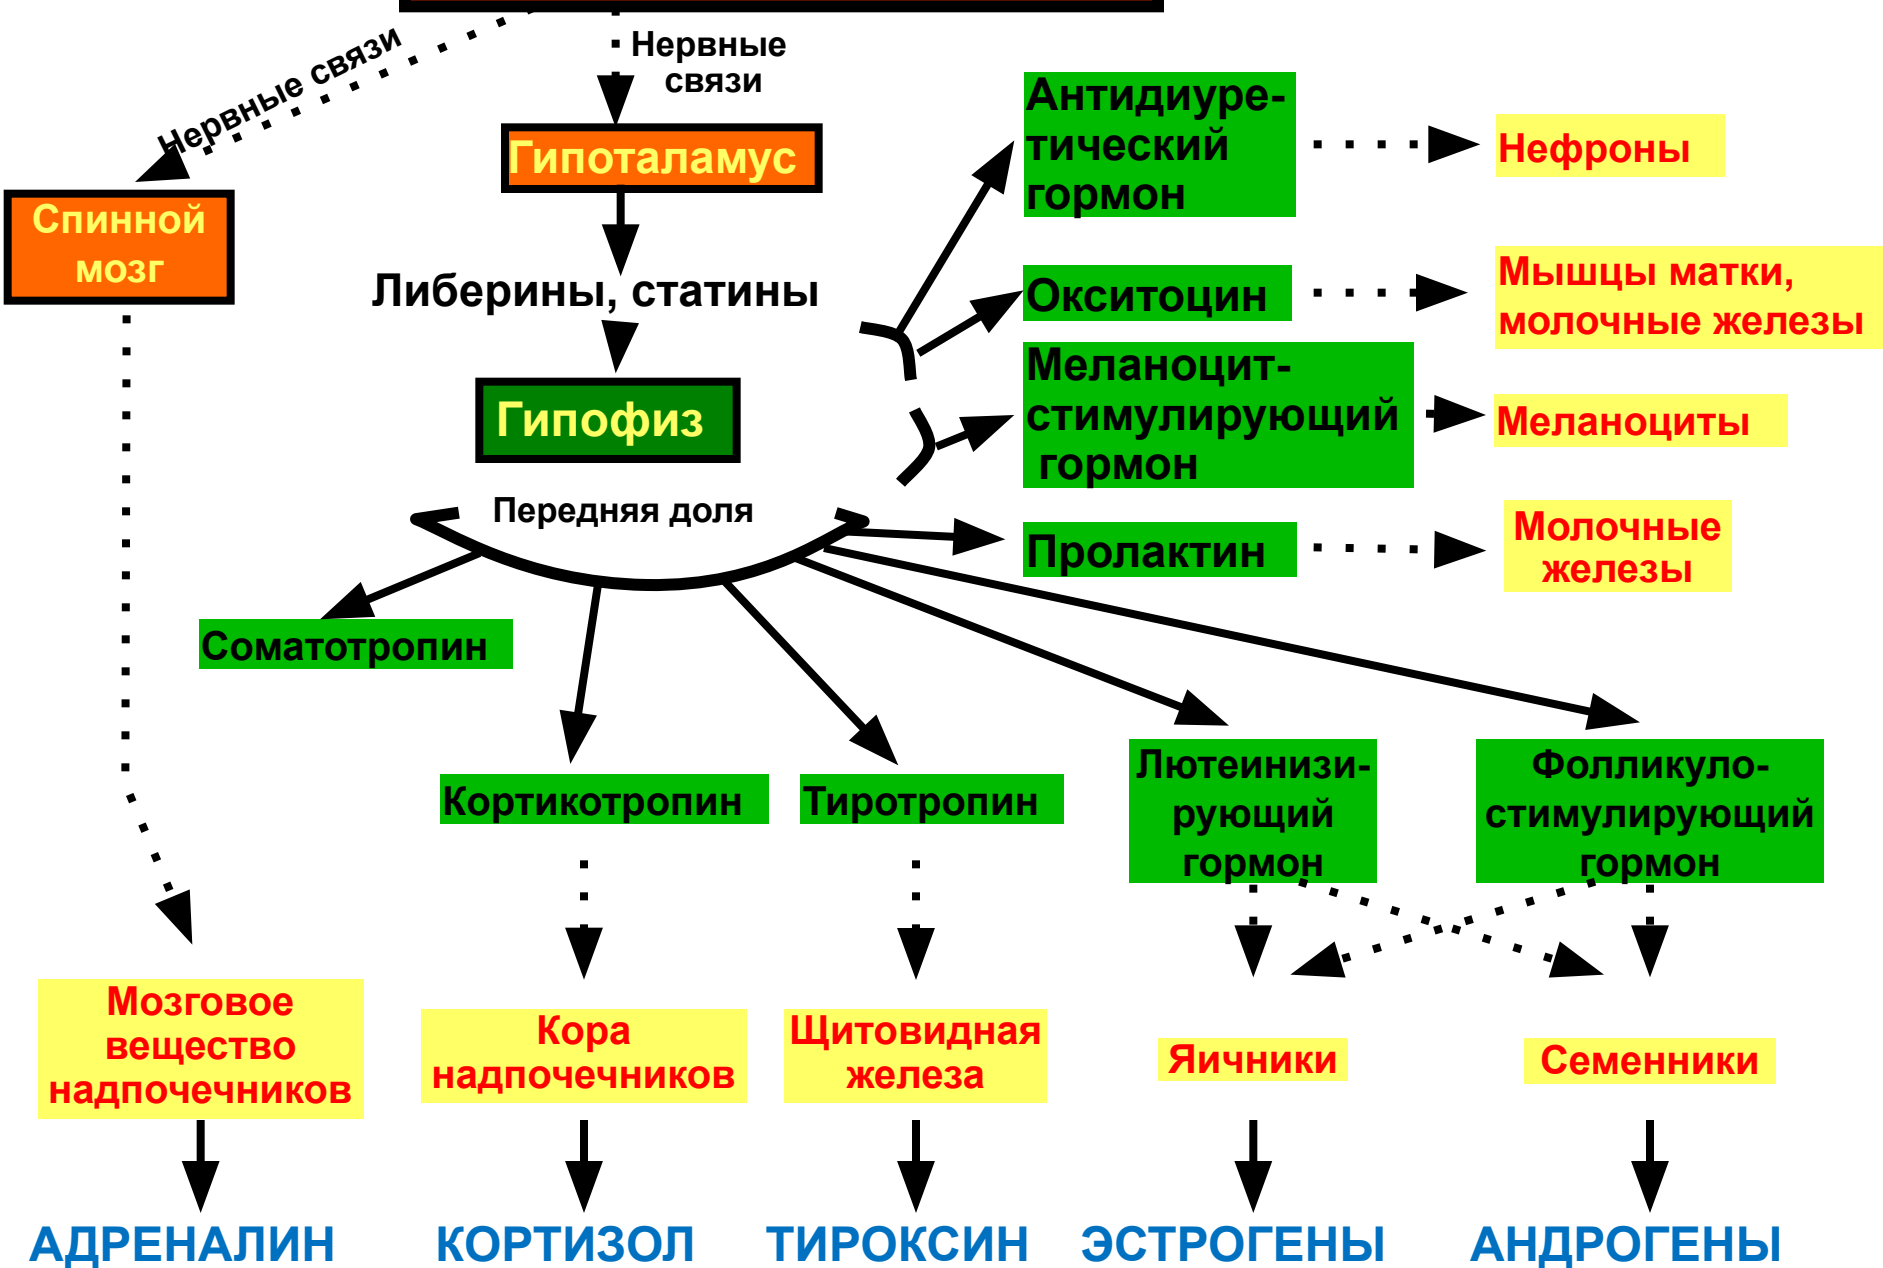 Нервные связи
Нервные
связи
Гипоталамус
Спинной
мозг
Либерины, статины
Гипофиз
Передняя доля
Антидиуре-
тический
гормон
Нефроны
Окситоцин
Мышцы матки,
молочные железы
Меланоцит-
стимулирующий
гормон
Меланоциты
Пролактин
Молочные
железы
Соматотропин
Кортикотропин
Тиротропин
Лютеинизи-
рующий
гормон
Фолликуло-
стимулирующий
гормон
Мозговое
вещество
надпочечников
Кора
надпочечников
Щитовидная
железа
Яичники
Семенники
АДРЕНАЛИН
КОРТИЗОЛ
ТИРОКСИН
ЭСТРОГЕНЫ
АНДРОГЕНЫ